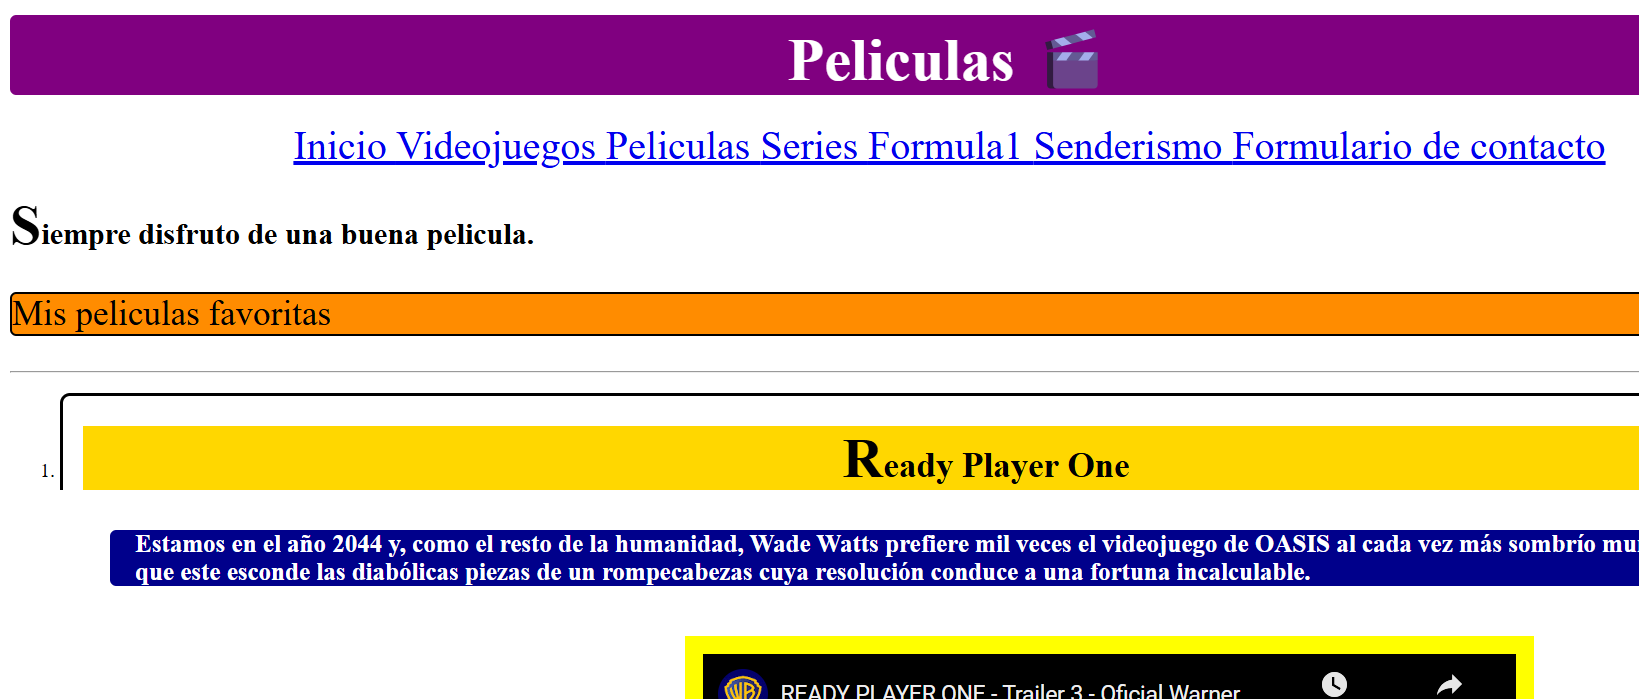 Peliculas
Inicio Videojuegos Peliculas Series Formula1 Senderismo Formulario de contacto
Siempre disfruto de una buena pelicula.
Mis peliculas favoritas
1. Ready Player One
Estamos en el año 2044 y, como el resto de la humanidad, Wade Watts prefiere mil veces el videojuego de OASIS al cada vez más sombrío
que este esconde las diabólicas piezas de un rompecabezas cuya resolución conduce a una fortuna incalculable.
READY PLAYER ONE - Trailer 3 - Oficial Warner